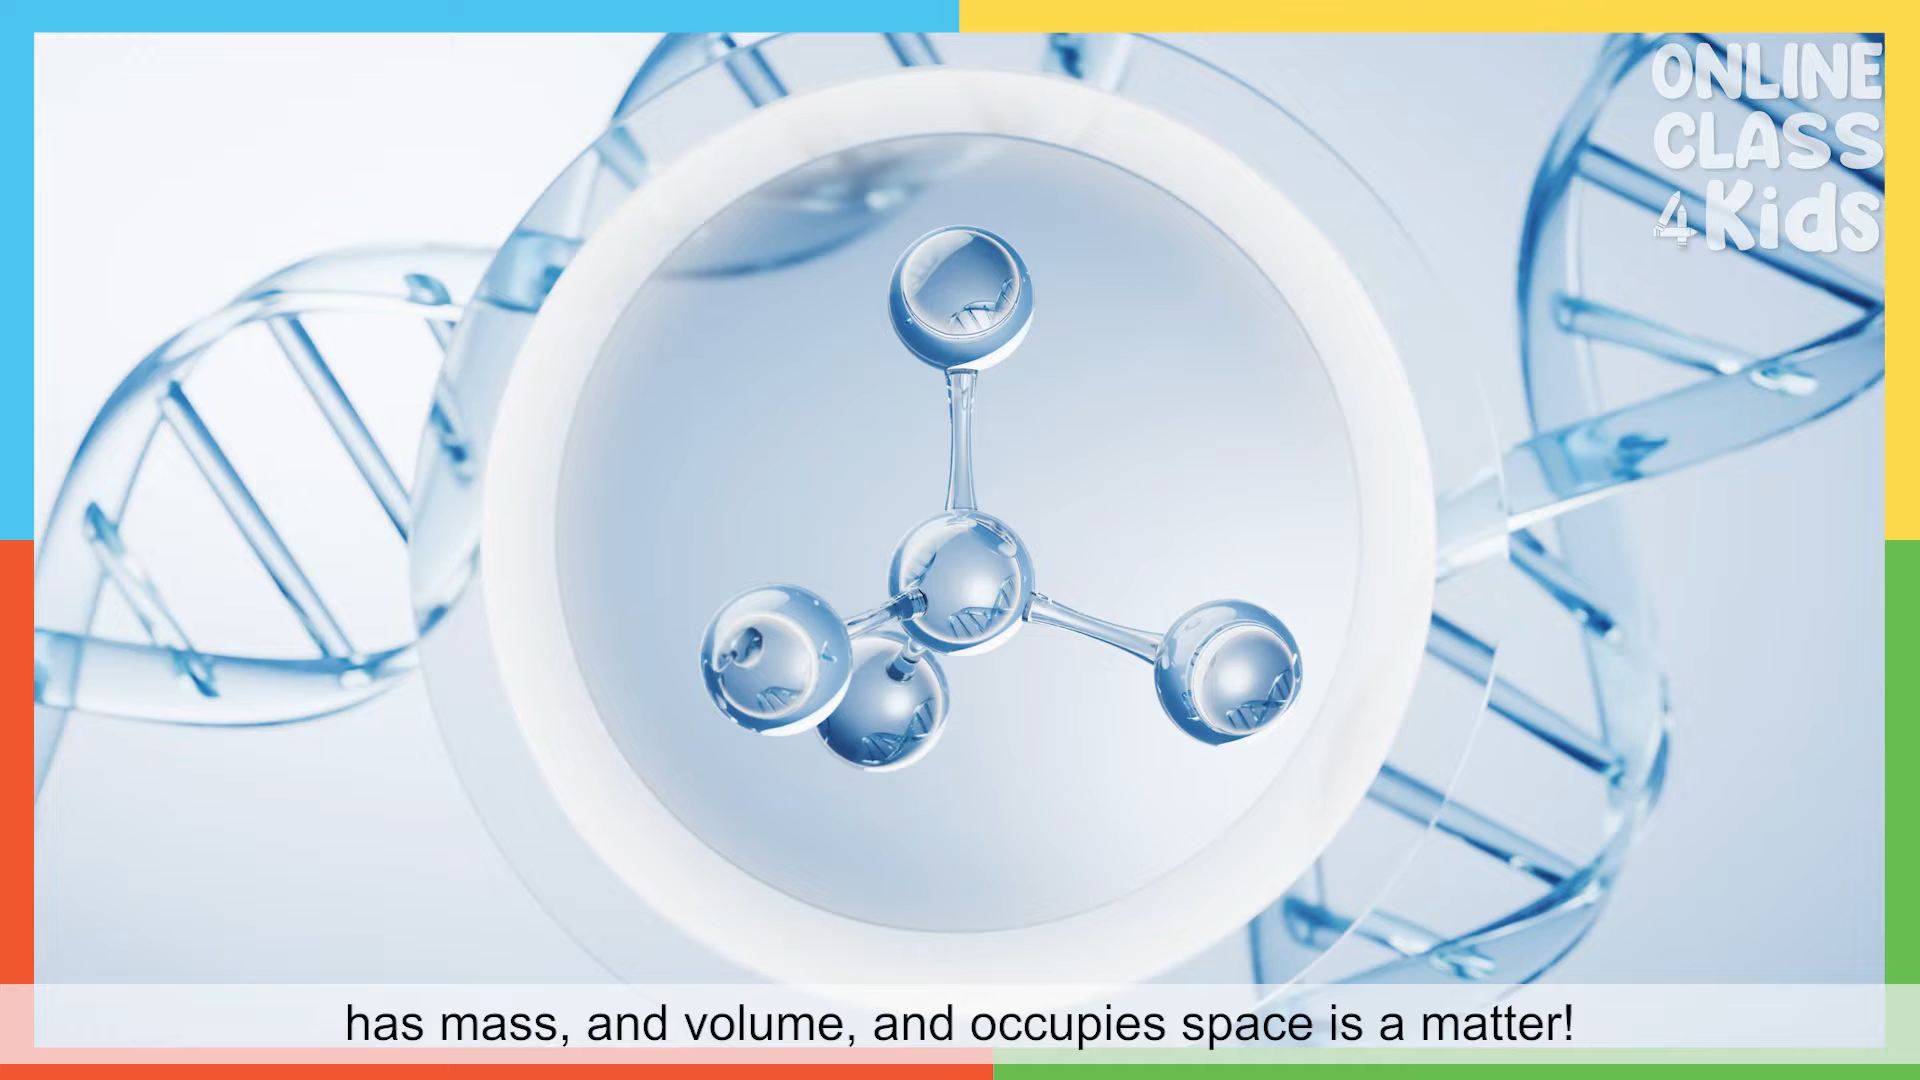 ONLINE
CLASS
4 Kids
has mass, and volume, and occupies space is a matter!